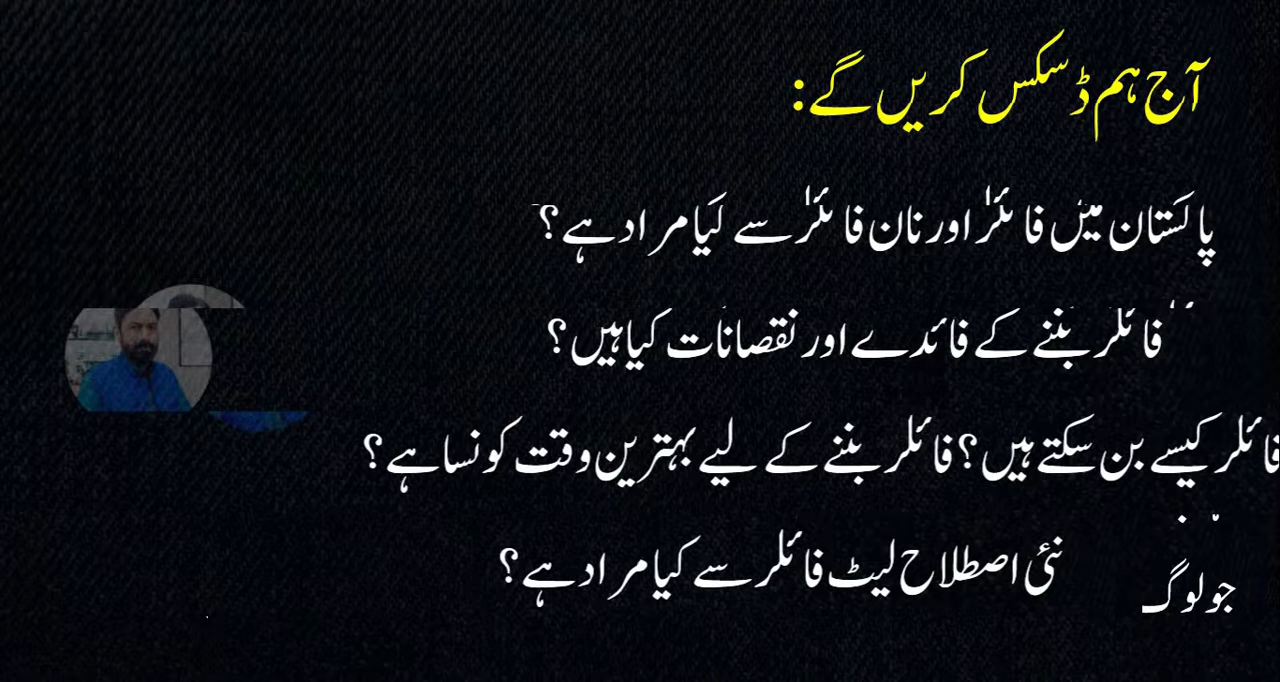 آج ہم ڈسکس کریں گے:
پاکستان میں فائلر اور نان فائلر سے کیا مراد ہے؟
فائلر بننے کے فائدے اور نقصانات کیا ہیں؟
فائلر کیسے بن سکتے ہیں؟ فائلر بننے کے لیے بہترین وقت کونسا ہے؟
نئی اصطلاح لیٹ فائلر سے کیا مراد ہے؟
جو لوگ